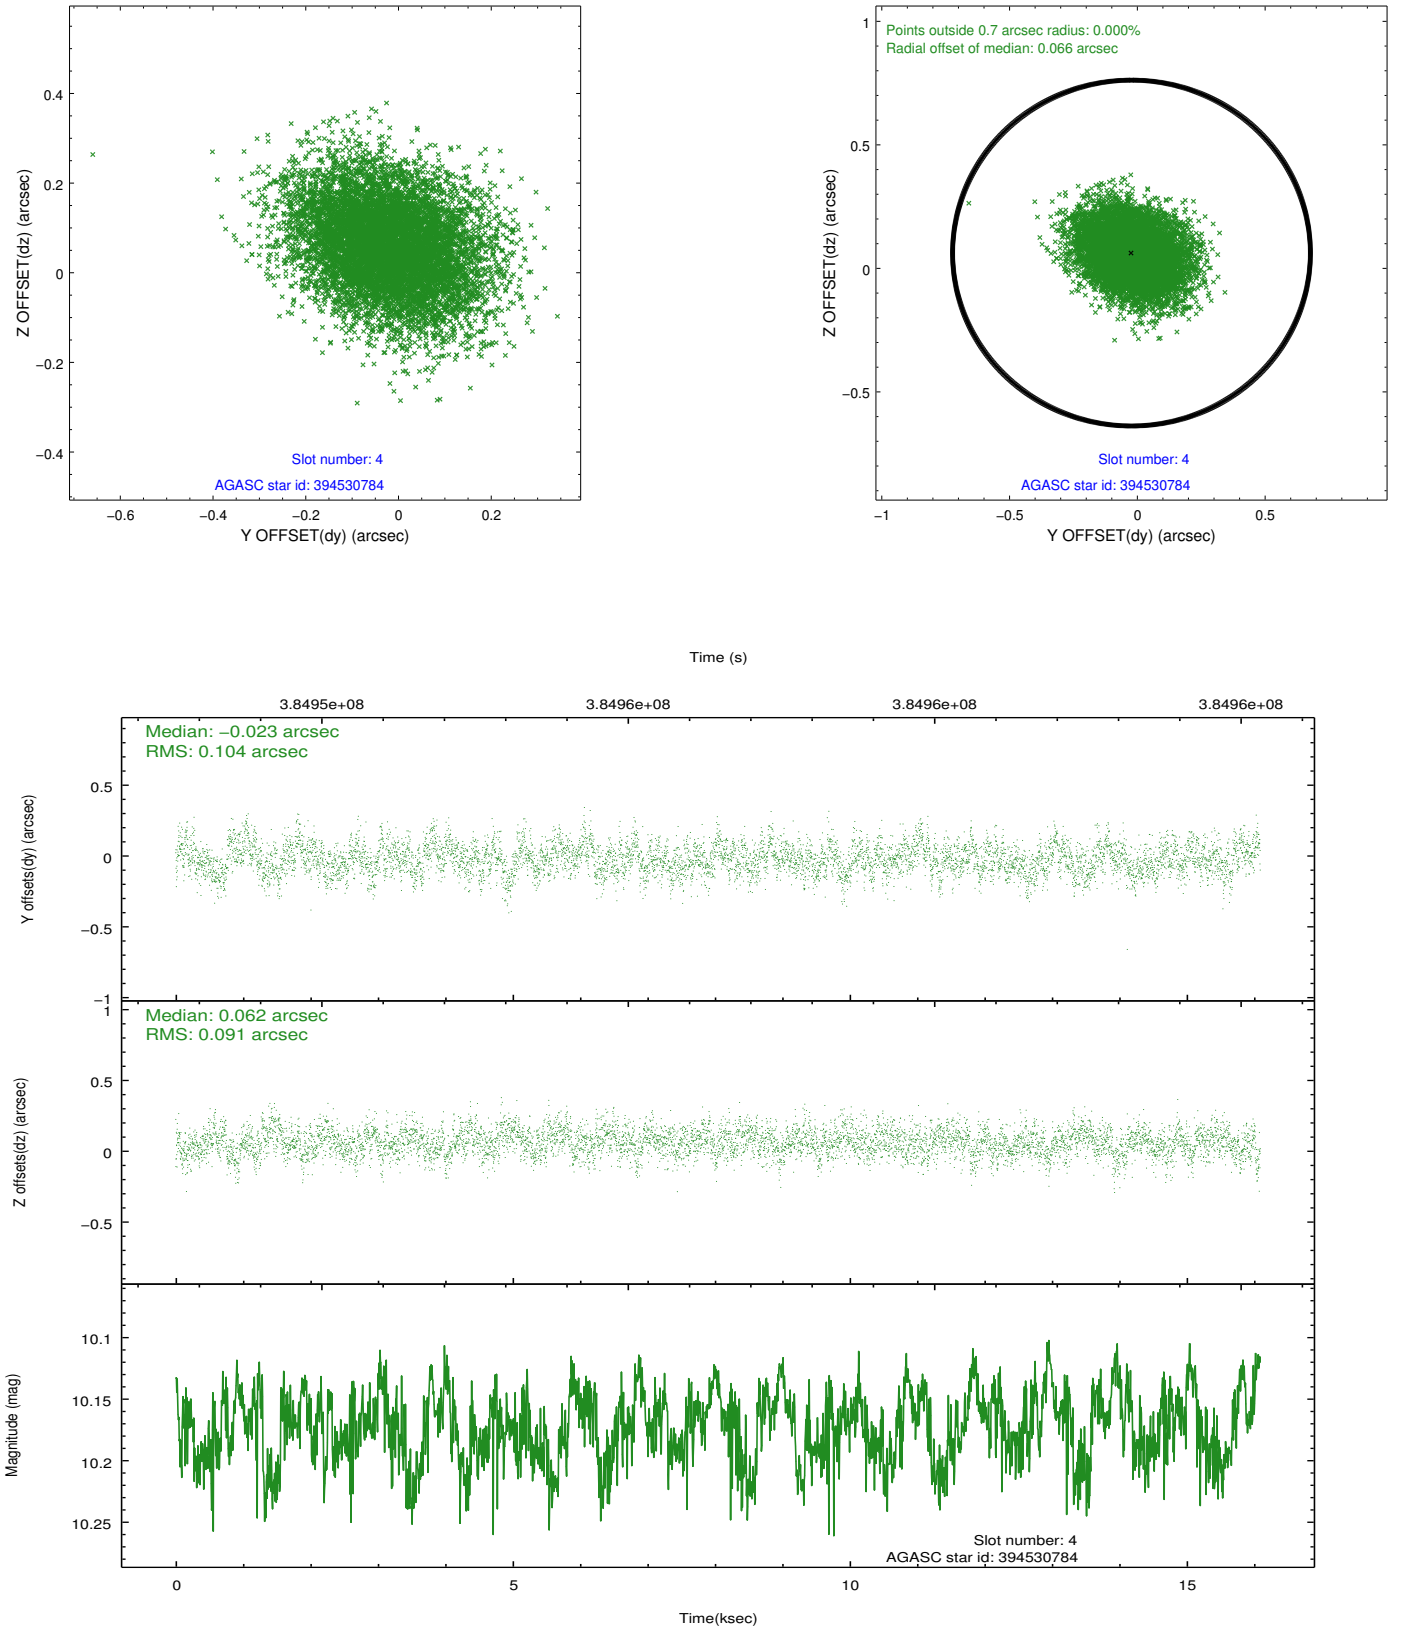 0.4
0.2
0
−0.2
−0.4
Z OFFSET(dz) (arcsec)
Slot number: 4
AGASC star id: 394530784
−0.6 −0.4 −0.2 0 0.2
Y OFFSET(dy) (arcsec)
Points outside 0.7 arcsec radius: 0.000%
Radial offset of median: 0.066 arcsec
1
0.5
0
−0.5
Z OFFSET(dz) (arcsec)
Slot number: 4
AGASC star id: 394530784
−1 −0.5 0 0.5
Y OFFSET(dy) (arcsec)
Time (s)
3.8495e+08 3.8496e+08 3.8496e+08 3.8496e+08
Median: −0.023 arcsec
RMS: 0.104 arcsec
0.5
0
−0.5
−1
Y offsets(dy) (arcsec)
Median: 0.062 arcsec
RMS: 0.091 arcsec
1
0.5
0
−0.5
Z offsets(dz) (arcsec)
10.1
10.15
10.2
10.25
Magnitude (mag)
Slot number: 4
AGASC star id: 394530784
0 5 10 15
Time(ksec)